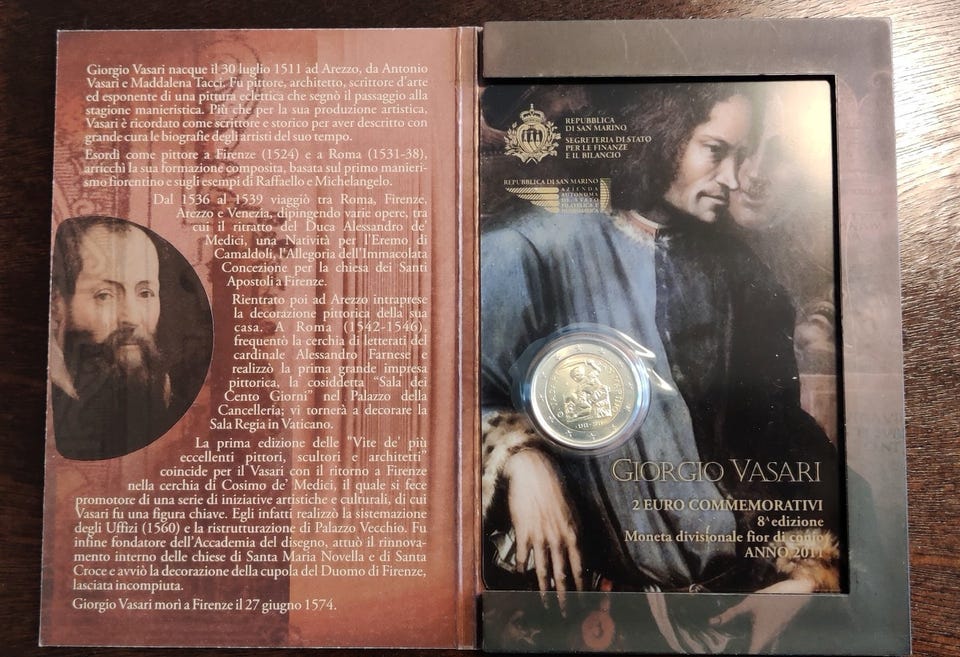 Giorgio Vasari nacque il 30 luglio 1511 ad Arezzo, da Antonio
Vasari e Maddalena Tacci. Fu pittore, architetto, scrittore d'arte
ed esponente di una pittura eclettica che segnò il passaggio alla
stagione manieristica. Più che per la sua produzione artistica,
Vasari è ricordato come scrittore e storico per aver descritto con
grande cura le biografie degli artisti del suo tempo.
Esordì come pittore a Firenze (1524) e a Roma (1531-38),
arricchì la sua formazione composita, basata sul primo manieri-
smo fiorentino e sugli esempi di Raffaello e Michelangelo.
Dal 1536 al 1539 viaggiò tra Roma, Firenze,
Arezzo e Venezia, dipingendo varie opere, tra
cui il ritratto del Duca Alessandro de'
Medici, una Natività per l'Eremo di
Camaldoli, l'Allegoria dell'Immacolata
Concezione per la chiesa dei Santi
Apostoli a Firenze.
Rientrato poi ad Arezzo intraprese
la decorazione pittorica della sua
casa. A Roma (1542-1546),
frequentò la cerchia di letterati del
cardinale Alessandro Farnese e
realizzò la prima grande impresa
pittorica, la cosiddetta "Sala dei
Cento Giorni" nel Palazzo della
Cancelleria; vi tornerà a decorare la
Sala Regia in Vaticano.
La prima edizione delle "Vite de' più
eccellenti pittori, scultori e architetti"
coincide per il Vasari con il ritorno a Firenze
nella cerchia di Cosimo de' Medici, il quale si fece
promotore di una serie di iniziative artistiche e culturali, di cui
Vasari fu una figura chiave. Egli infatti realizzò la sistemazione
degli Uffizi (1560) e la ristrutturazione di Palazzo Vecchio. Fu
infine fondatore dell'Accademia del disegno, attuò il rinnova-
mento interno delle chiese di Santa Maria Novella e di Santa
Croce e avviò la decorazione della cupola del Duomo di Firenze,
lasciata incompiuta.
Giorgio Vasari morì a Firenze il 27 giugno 1574.
REPUBBLICA
DI SAN MARINO
SEGRETERIA DI STATO
PER LE FINANZE
E IL BILANCIO
REPUBBLICA DI SAN MARINO
AZIENDA
AUTONOMA
DI STATO
FILATELICA E
NUMISMATICA
GIORGIO VASARI
2 EURO COMMEMORATIVI
8ª edizione
Moneta divisionale fior di conio
ANNO 2011